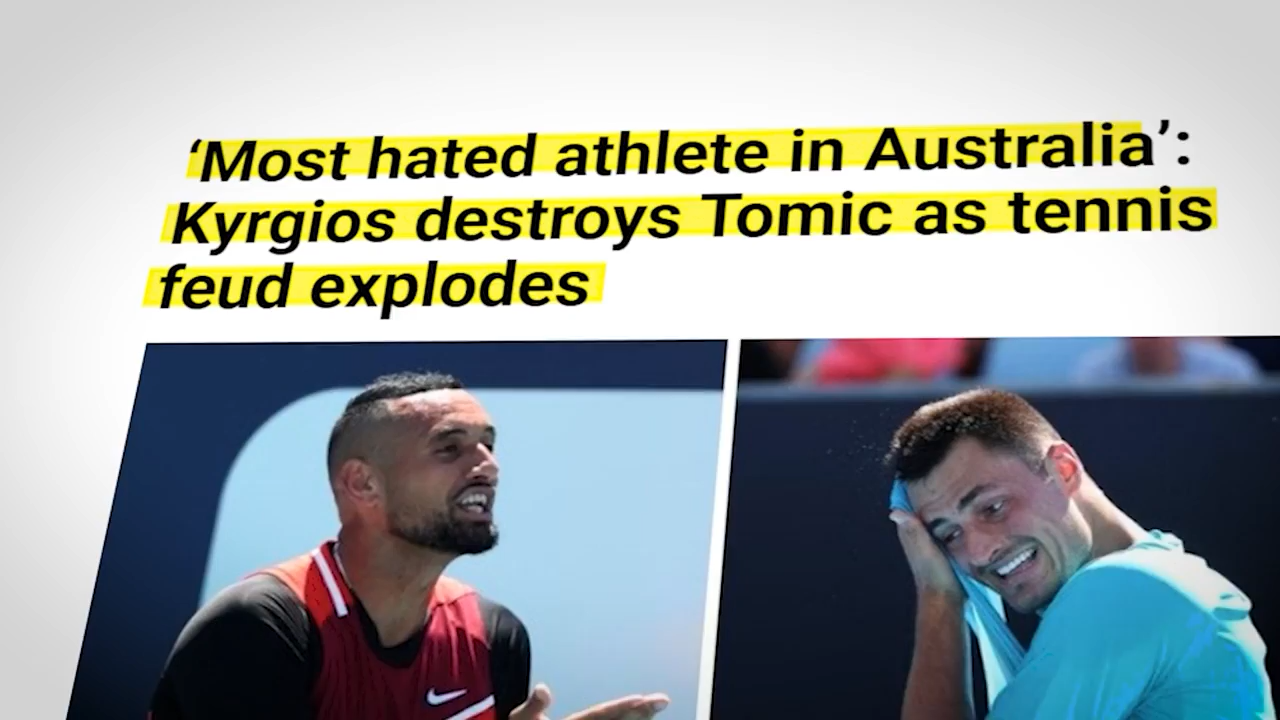 ‘Most hated athlete in Australia’:
Kyrgios destroys Tomic as tennis
feud explodes